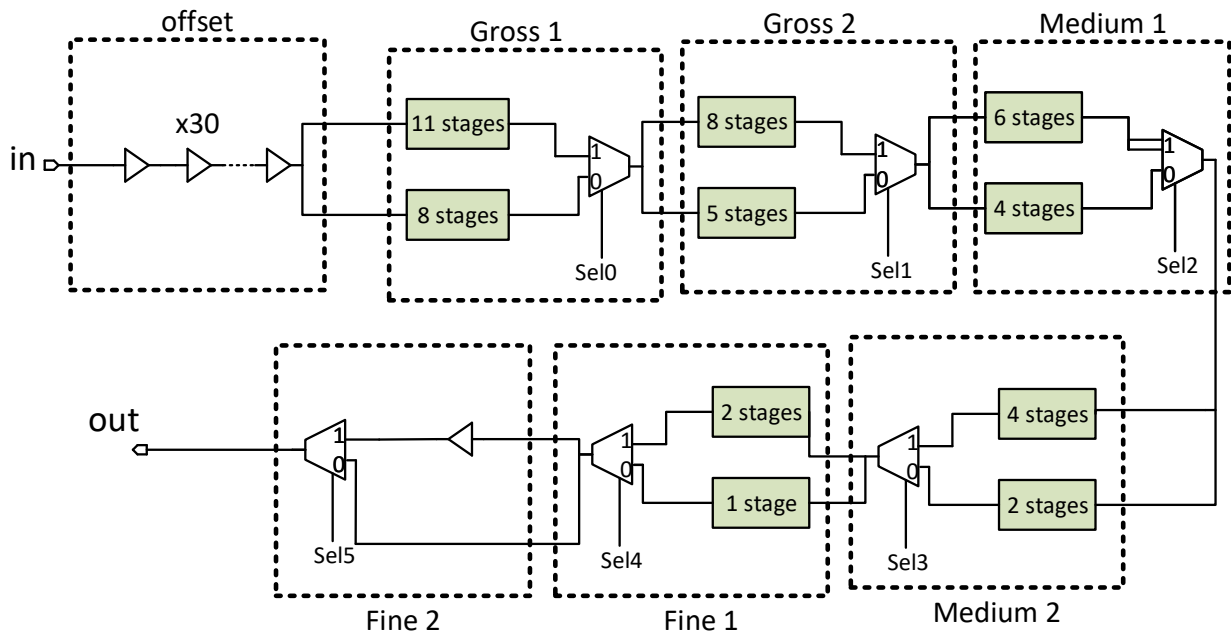 offset
Gross 1
Gross 2
Medium 1
x30
in
11 stages
8 stages
1
0
Sel0
8 stages
5 stages
1
0
Sel1
6 stages
4 stages
1
0
Sel2
out
1
0
Sel5
1
0
Sel4
2 stages
1 stage
1
0
Sel3
4 stages
2 stages
Fine 2
Fine 1
Medium 2